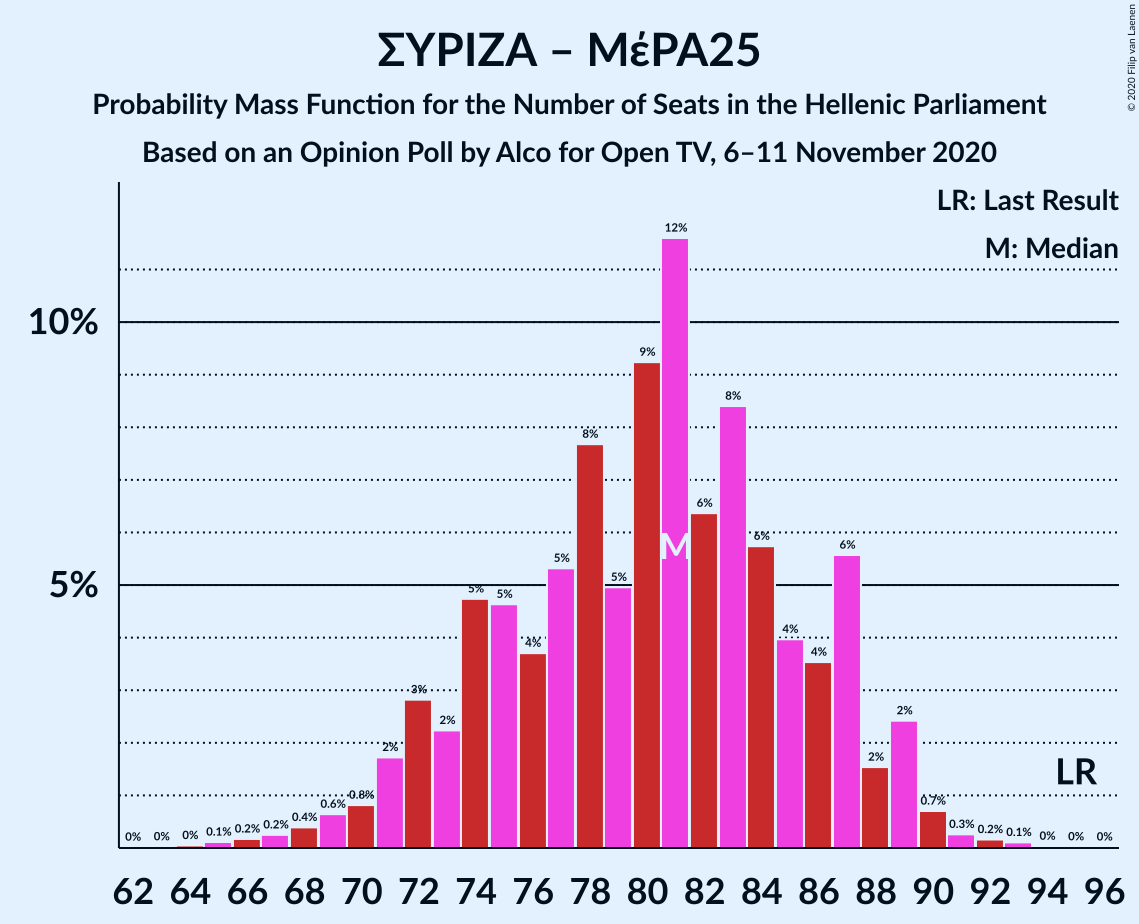 ΣΥΡΙΖΑ – ΜέΡΑ25
Probability Mass Function for the Number of Seats in the Hellenic Parliament
Based on an Opinion Poll by Alco for Open TV, 6–11 November 2020
© 2020 Filip van Laenen
LR: Last Result
M: Median
10%
5%
0% 0% 0% 0.1% 0.2% 0.2% 0.4% 0.6% 0.8% 2% 3% 2% 5% 5% 4% 5% 8% 5% 9% 12% 6% 8% 6% 4% 4% 6% 2% 2% 0.7% 0.3% 0.2% 0.1% 0% 0% 0%
M
LR
62 64 66 68 70 72 74 76 78 80 82 84 86 88 90 92 94 96